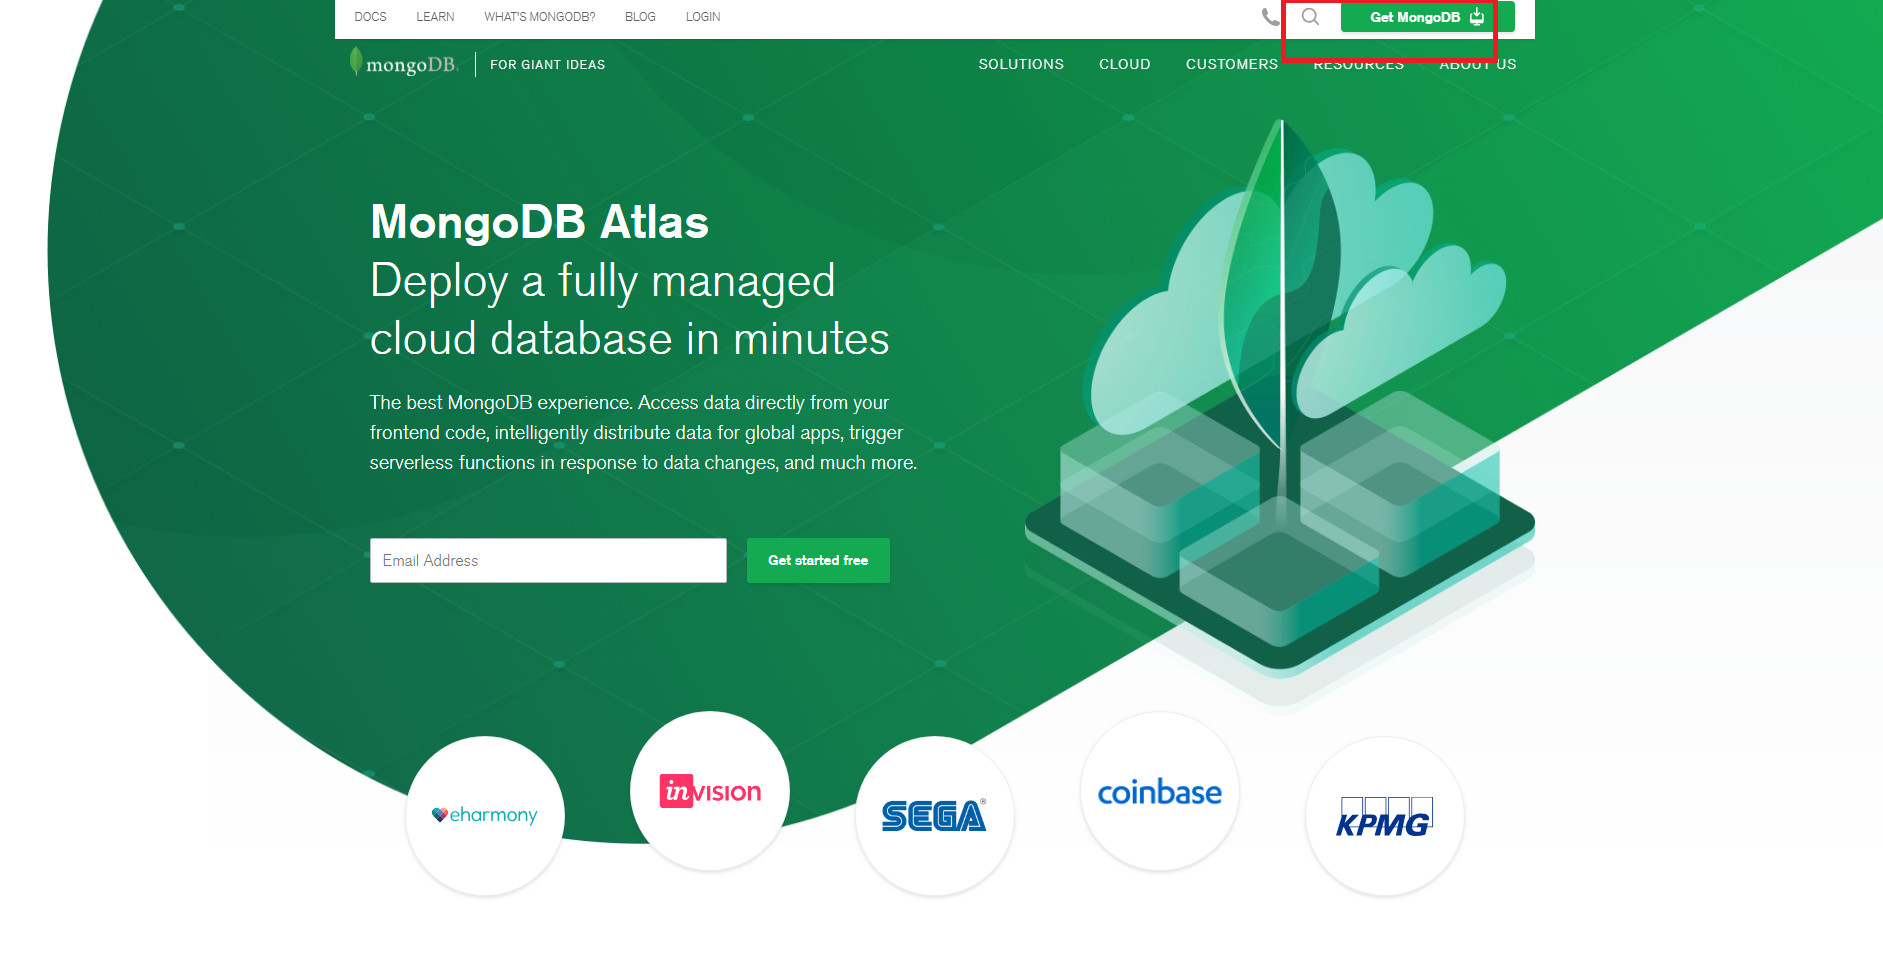 DOCS LEARN WHAT'S MONGODB? BLOG LOGIN Get MongoDB
mongoDB. FOR GIANT IDEAS SOLUTIONS CLOUD CUSTOMERS RESOURCES ABOUT US
MongoDB Atlas
Deploy a fully managed
cloud database in minutes
The best MongoDB experience. Access data directly from your
frontend code, intelligently distribute data for global apps, trigger
serverless functions in response to data changes, and much more.
Email Address Get started free
eharmony invision SEGA® coinbase KPMG